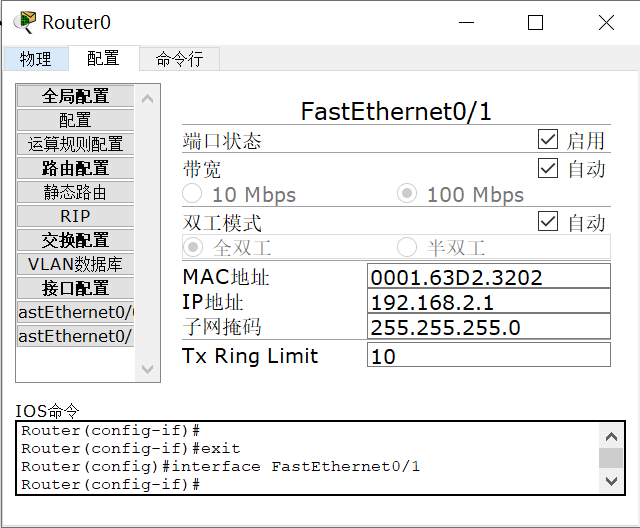 Router0
物理 配置 命令行
全局配置
配置
运算规则配置
路由配置
静态路由
RIP
交换配置
VLAN数据库
接口配置
astEthernet0/0
astEthernet0/
FastEthernet0/1
端口状态 启用
带宽 自动
10 Mbps 100 Mbps
双工模式 自动
全双工 半双工
MAC地址 0001.63D2.3202
IP地址 192.168.2.1
子网掩码 255.255.255.0
Tx Ring Limit 10
IOS命令
Router(config-if)#
Router(config-if)#exit
Router(config)#interface FastEthernet0/1
Router(config-if)#